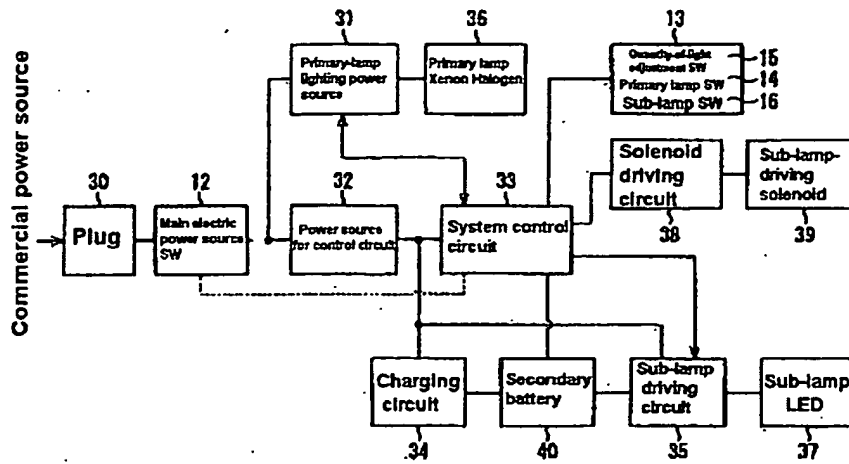 31
36
13
Primary-lamp
lighting power
source
Primary lamp
Xenon Halogen
Quantity-of-light
adjustment SW
15
Primary lamp SW
14
Sub-lamp SW
16
Commercial power source
30
Plug
12
Main electric
power source
SW
32
Power source
for control circuit
33
System control
circuit
Solenoid
driving
circuit
38
Sub-lamp-
driving
solenoid
39
Charging
circuit
34
Secondary
battery
40
Sub-lamp
driving
circuit
35
Sub-lamp
LED
37